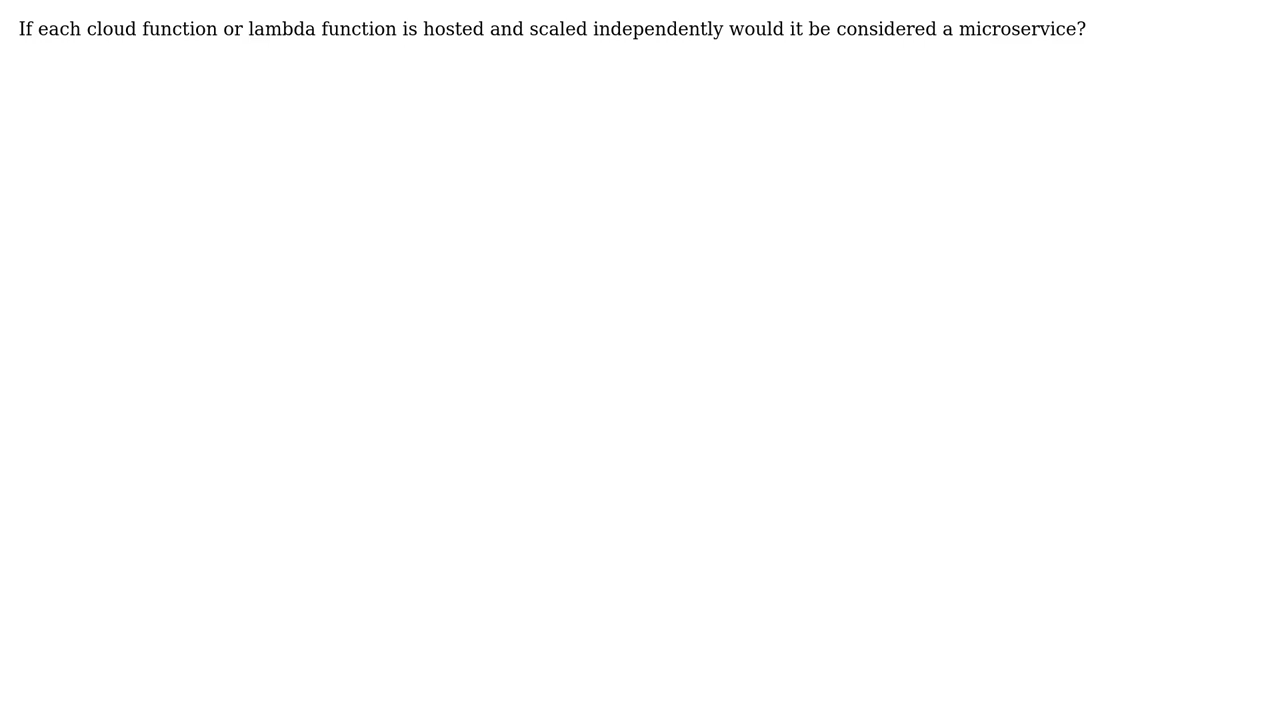 If each cloud function or lambda function is hosted and scaled independently would it be considered a microservice?